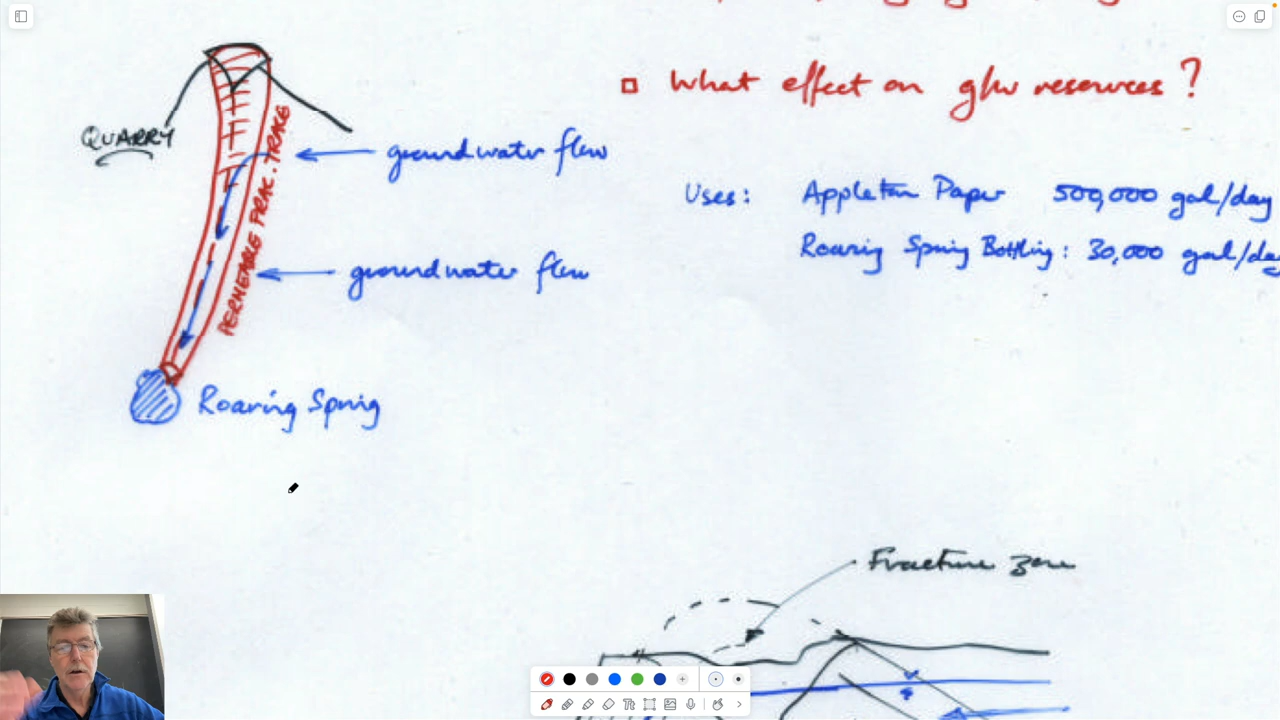 What effect on ghw resources?
QUARRY
PERMEABLE FRAC. TRACE
groundwater flow
Uses: Appleton Paper 500,000 gal/day
Roaring Spring Bottling: 30,000 gal/day
groundwater flow
Roaring Spring
Fracture zone